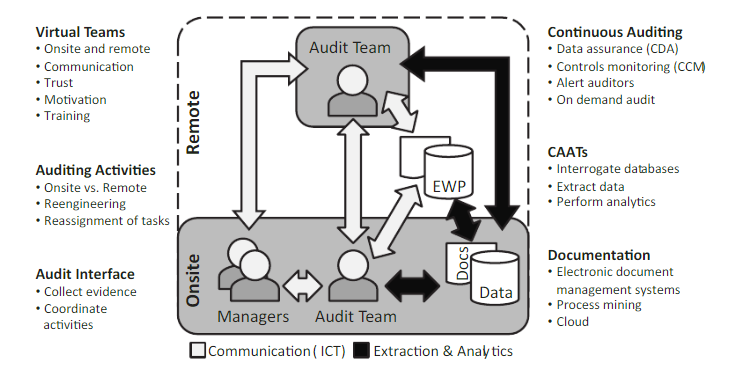 Virtual Teams
• Onsite and remote
• Communication
• Trust
• Motivation
• Training
Auditing Activities
• Onsite vs. Remote
• Reengineering
• Reassignment of tasks
Audit Interface
• Collect evidence
• Coordinate
activities
Remote
Audit Team
EWP
Onsite
Managers
Audit Team
Docs
Data
Communication ( ICT)
Extraction & Analytics
Continuous Auditing
• Data assurance (CDA)
• Controls monitoring (CCM)
• Alert auditors
• On demand audit
CAATs
• Interrogate databases
• Extract data
• Perform analytics
Documentation
• Electronic document
management systems
• Process mining
• Cloud